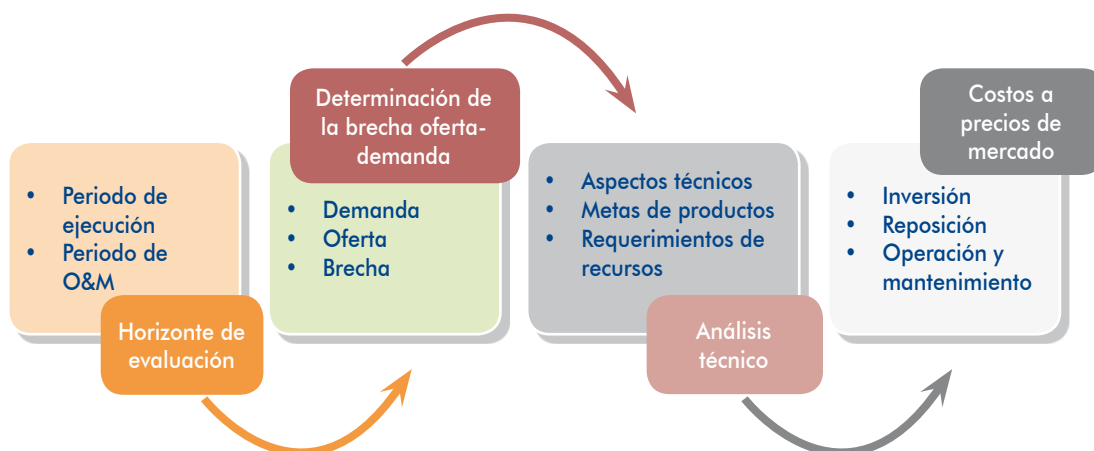 • Periodo de
ejecución
• Periodo de
O&M
Horizonte de
evaluación
Determinación de
la brecha oferta-
demanda
• Demanda
• Oferta
• Brecha
• Aspectos técnicos
• Metas de productos
• Requerimientos de
recursos
Análisis
técnico
Costos a
precios de
mercado
• Inversión
• Reposición
• Operación y
mantenimiento